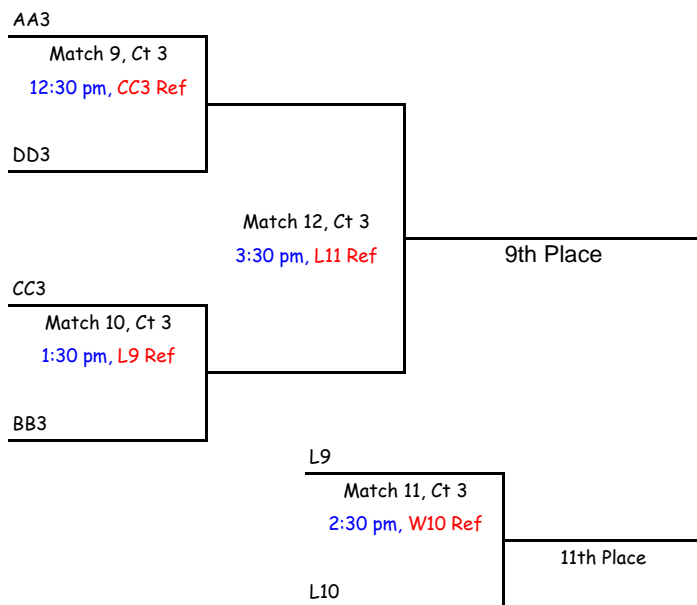 AA3
Match 9, Ct 3
12:30 pm, CC3 Ref
DD3
Match 12, Ct 3
3:30 pm, L11 Ref
9th Place
CC3
Match 10, Ct 3
1:30 pm, L9 Ref
BB3
L9
Match 11, Ct 3
2:30 pm, W10 Ref
11th Place
L10